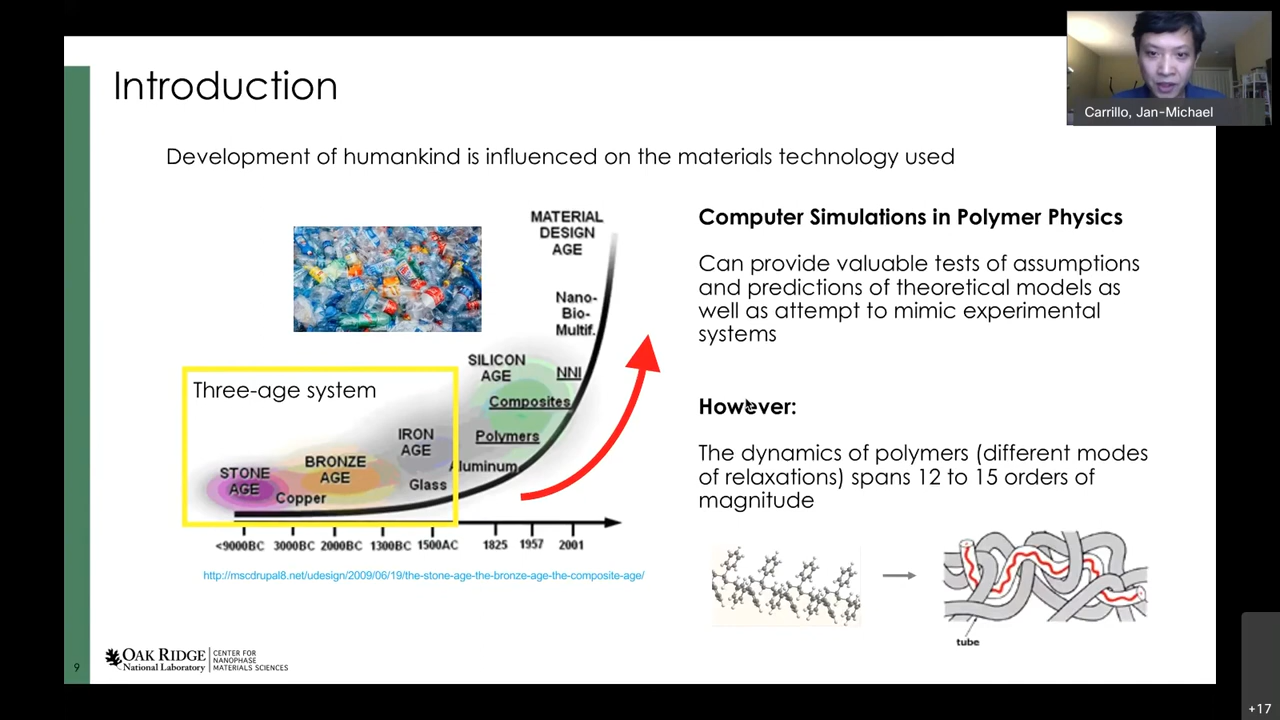 Introduction
Carrillo, Jan-Michael
Development of humankind is influenced on the materials technology used
MATERIAL
DESIGN
AGE
Nano-
Bio-
Multif.
SILICON
AGE
NNI
Composites
Polymers
Aluminum
Three-age system
IRON
AGE
Glass
BRONZE
AGE
STONE
AGE
Copper
<9000BC 3000BC 2000BC 1300BC 1500AC 1825 1957 2001
http://mscdrupal8.net/udesign/2009/06/19/the-stone-age-the-bronze-age-the-composite-age/
Computer Simulations in Polymer Physics
Can provide valuable tests of assumptions
and predictions of theoretical models as
well as attempt to mimic experimental
systems
However:
The dynamics of polymers (different modes
of relaxations) spans 12 to 15 orders of
magnitude
tube
9
OAK RIDGE
National Laboratory
CENTER FOR
NANOPHASE
MATERIALS SCIENCES
+17